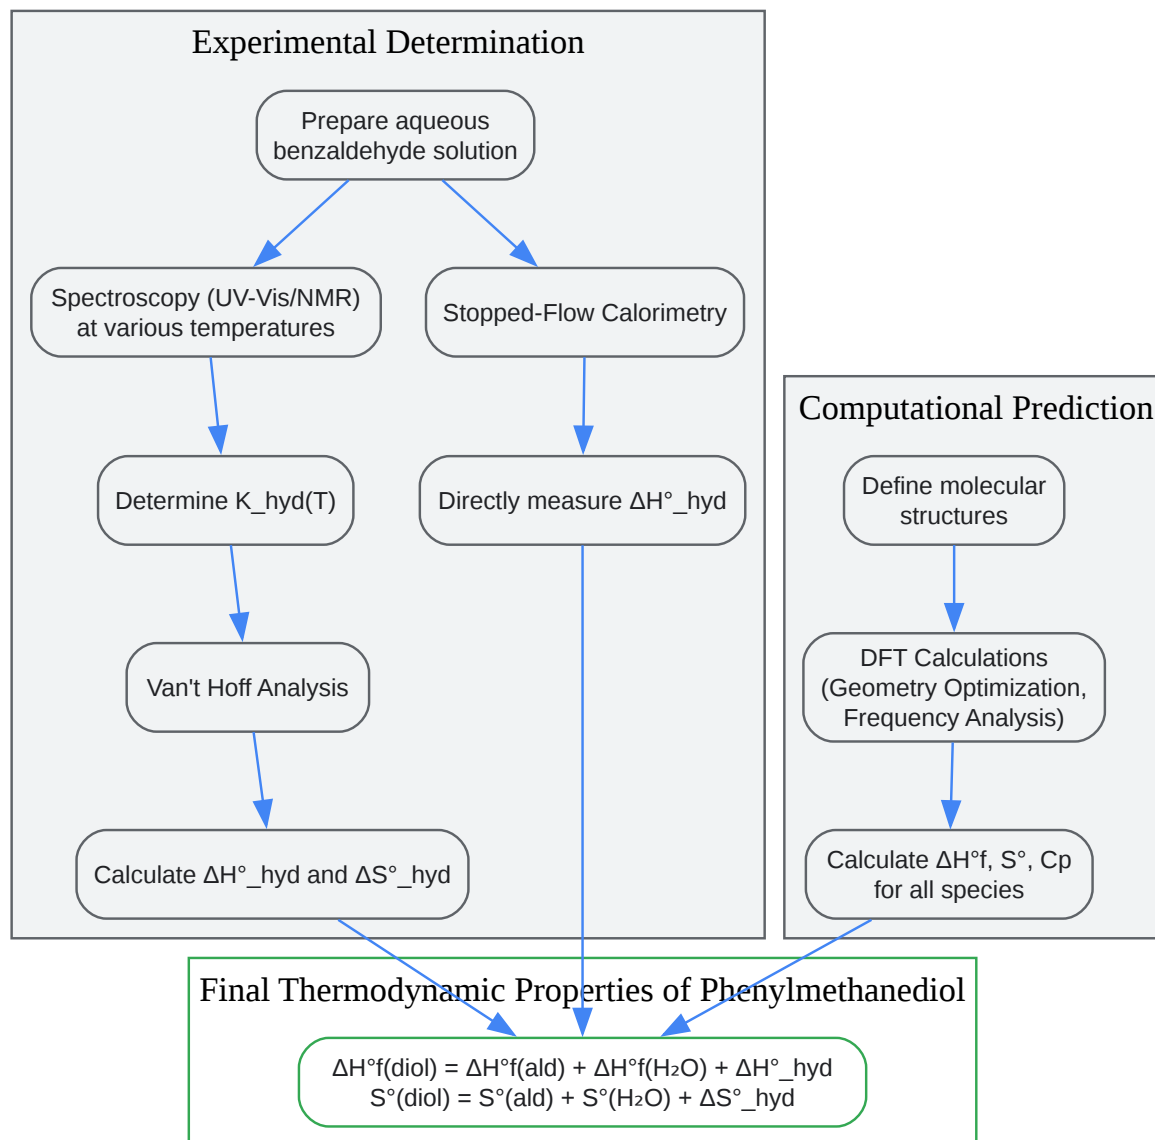 Experimental Determination
Prepare aqueous
benzaldehyde solution
Spectroscopy (UV-Vis/NMR)
at various temperatures
Stopped-Flow Calorimetry
Determine K_hyd(T)
Directly measure ΔH°_hyd
Van't Hoff Analysis
Calculate ΔH°_hyd and ΔS°_hyd
Computational Prediction
Define molecular
structures
DFT Calculations
(Geometry Optimization,
Frequency Analysis)
Calculate ΔH°f, S°, Cp
for all species
Final Thermodynamic Properties of Phenylmethanediol
ΔH°f(diol) = ΔH°f(ald) + ΔH°f(H₂O) + ΔH°_hyd
S°(diol) = S°(ald) + S°(H₂O) + ΔS°_hyd